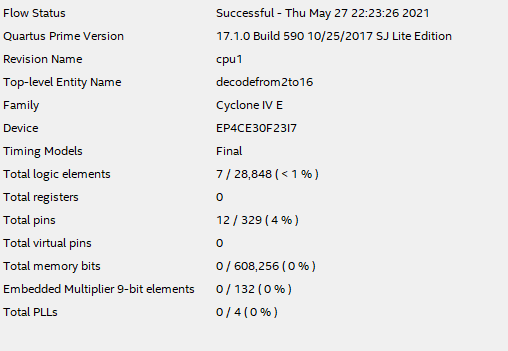 Flow Status Successful - Thu May 27 22:23:26 2021
Quartus Prime Version 17.1.0 Build 590 10/25/2017 SJ Lite Edition
Revision Name cpu1
Top-level Entity Name decodefrom2to16
Family Cyclone IV E
Device EP4CE30F23I7
Timing Models Final
Total logic elements 7 / 28,848 ( < 1 % )
Total registers 0
Total pins 12 / 329 ( 4 % )
Total virtual pins 0
Total memory bits 0 / 608,256 ( 0 % )
Embedded Multiplier 9-bit elements 0 / 132 ( 0 % )
Total PLLs 0 / 4 ( 0 % )